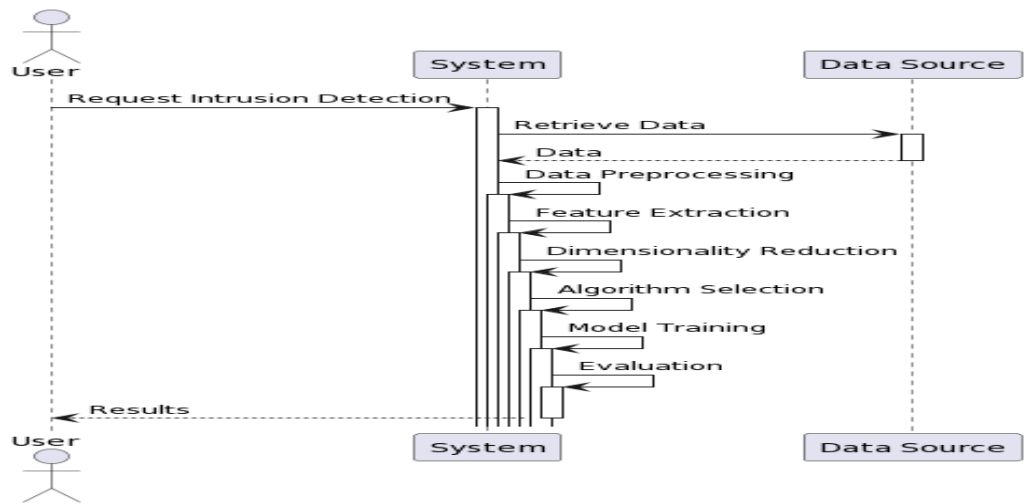 User
System
Data Source
Request Intrusion Detection
Retrieve Data
Data
Data Preprocessing
Feature Extraction
Dimensionality Reduction
Algorithm Selection
Model Training
Evaluation
Results
User
System
Data Source